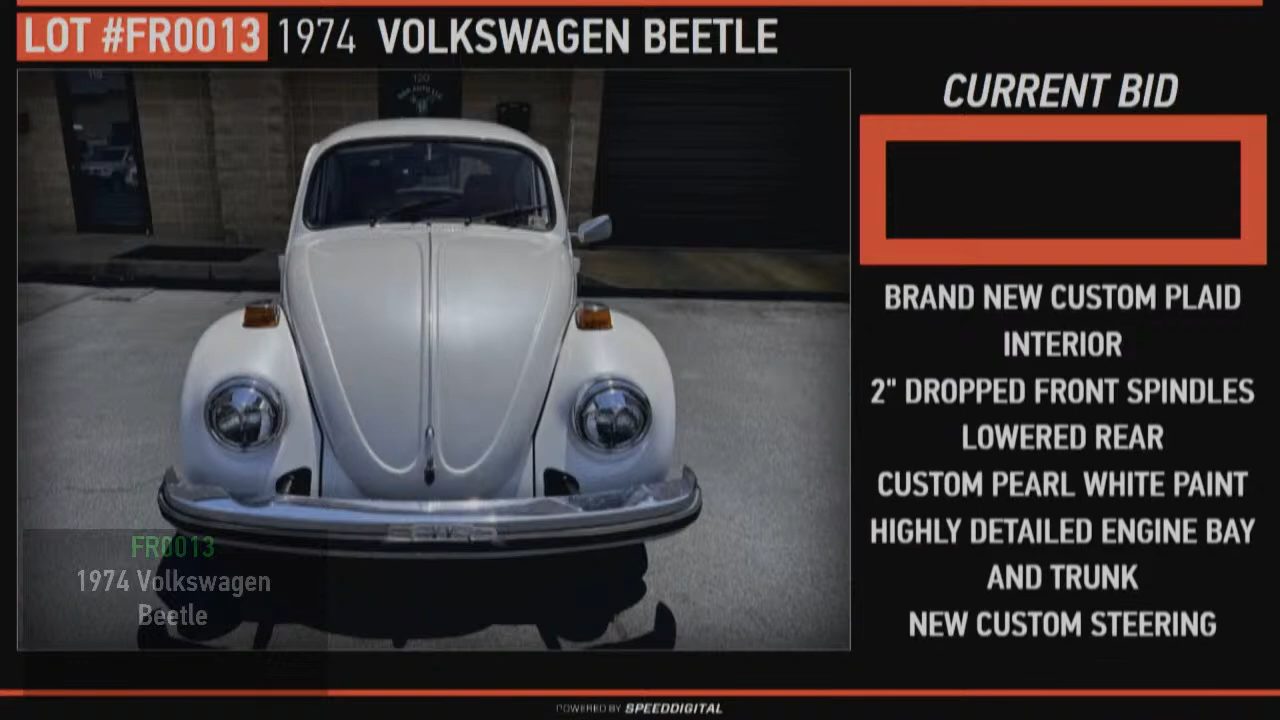 LOT #FR0013 1974 VOLKSWAGEN BEETLE
CURRENT BID
120
BRAND NEW CUSTOM PLAID
INTERIOR
2" DROPPED FRONT SPINDLES
LOWERED REAR
CUSTOM PEARL WHITE PAINT
HIGHLY DETAILED ENGINE BAY
AND TRUNK
NEW CUSTOM STEERING
FR0013
1974 Volkswagen
Beetle
POWERED BY SPEEDDIGITAL